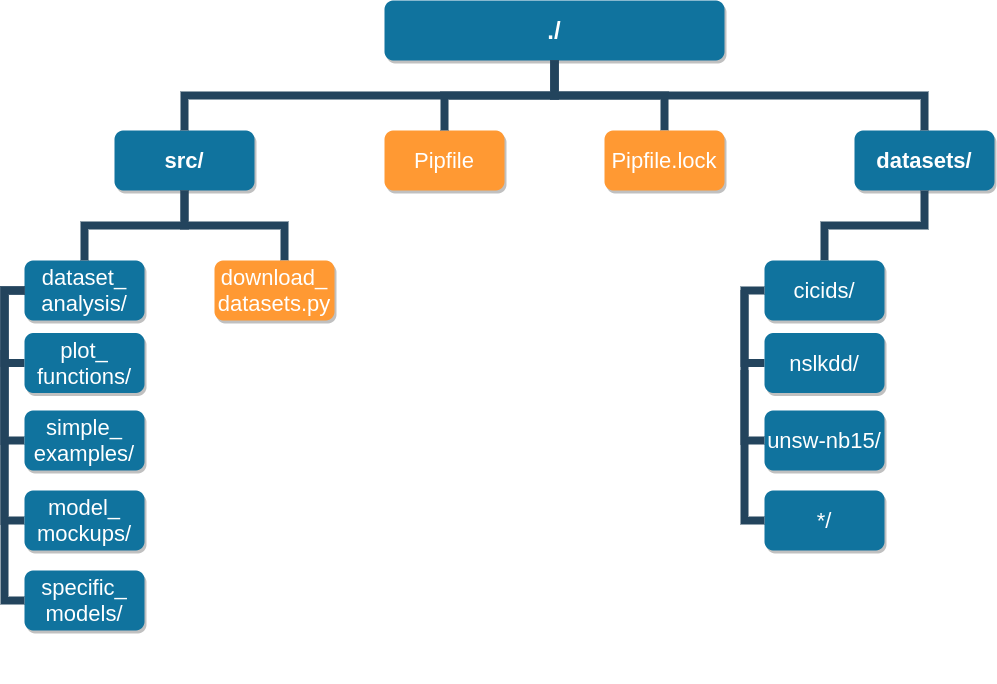 ./
src/
Pipfile
Pipfile.lock
datasets/
dataset_
analysis/
download_
datasets.py
plot_
functions/
simple_
examples/
model_
mockups/
specific_
models/
cicids/
nslkdd/
unsw-nb15/
*/